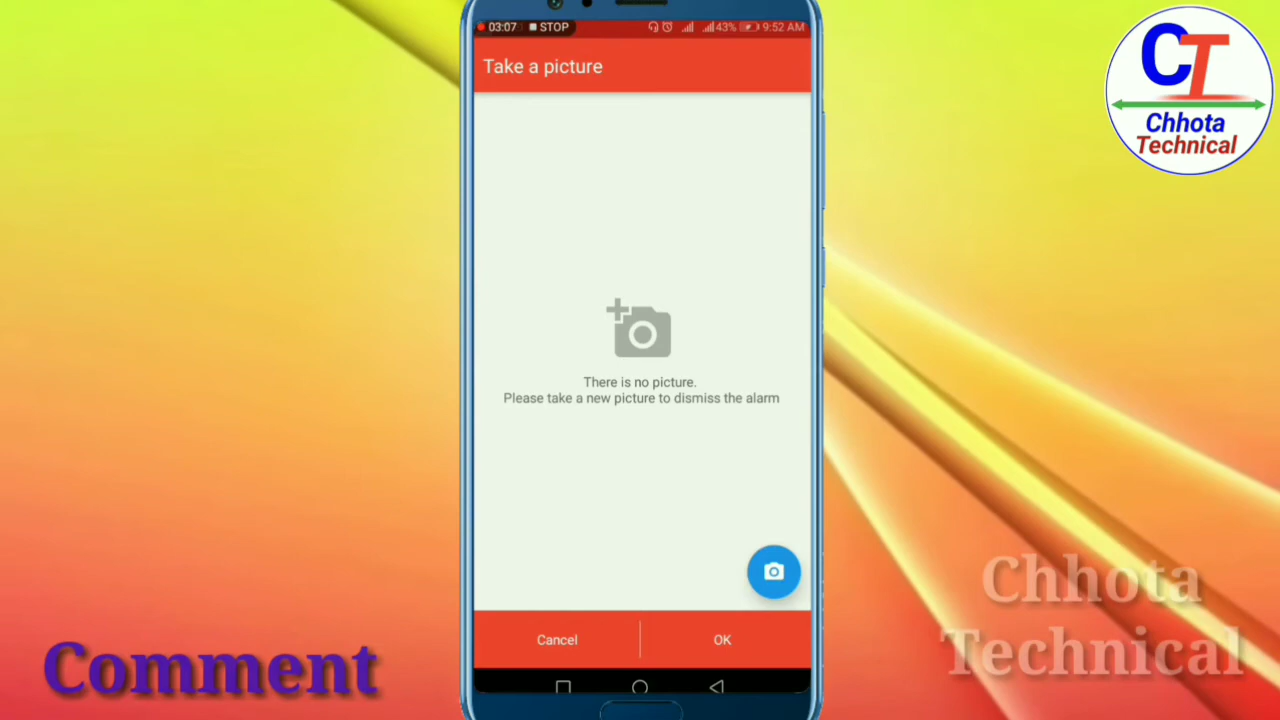 03:07 STOP 43% 9:52 AM
Take a picture
There is no picture.
Please take a new picture to dismiss the alarm
Cancel OK
CT
Chhota
Technical
Comment
Chhota
Technical